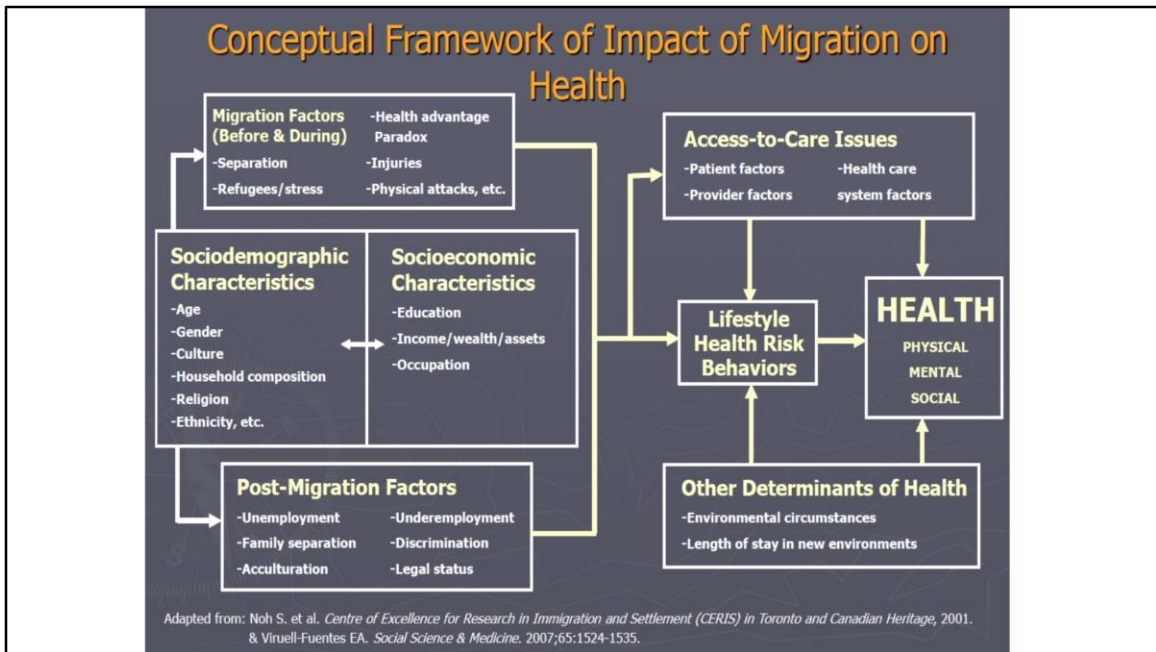 Conceptual Framework of Impact of Migration on
Health
Migration Factors
(Before & During)
-Separation
-Refugees/stress
-Health advantage
Paradox
-Injuries
-Physical attacks, etc.
Sociodemographic
Characteristics
-Age
-Gender
-Culture
-Household composition
-Religion
-Ethnicity, etc.
Socioeconomic
Characteristics
-Education
-Income/wealth/assets
-Occupation
Post-Migration Factors
-Unemployment
-Family separation
-Acculturation
-Underemployment
-Discrimination
-Legal status
Access-to-Care Issues
-Patient factors
-Provider factors
-Health care
system factors
Lifestyle
Health Risk
Behaviors
HEALTH
PHYSICAL
MENTAL
SOCIAL
Other Determinants of Health
-Environmental circumstances
-Length of stay in new environments
Adapted from: Noh S. et al. Centre of Excellence for Research in Immigration and Settlement (CERIS) in Toronto and Canadian Heritage, 2001.
& Viruell-Fuentes EA. Social Science & Medicine. 2007;65:1524-1535.